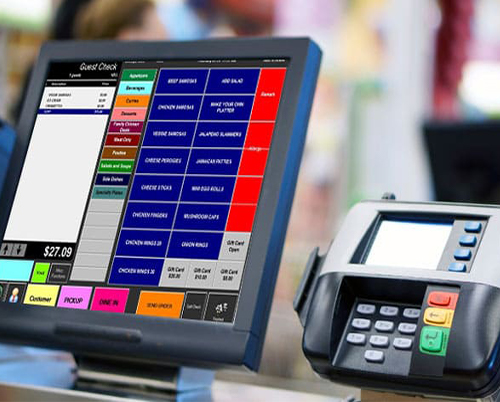 Guest Check
Appetizers
Beverages
Curries
Desserts
Family Chicken
Deals
Meat Only
Poutine
Salads and Soups
Side Dishes
Specialty Plates
BEEF SAMOSAS
ADD SALAD
CHICKEN SAMOSAS
MAKE YOUR OWN
PLATTER
VEGGIE SAMOSAS
JALAPENO SLAMMERS
CHEESE PEROGIES
JAMAICAN PATTIES
CHEESE STICKS
MINI EGG ROLLS
CHICKEN FINGERS
MUSHROOM CAPS
CHICKEN WINGS 10
ONION RINGS
CHICKEN WINGS 20
Gift Card
Open
Gift Card
$20.00
Gift Card
$10.00
Gift Card
$5.00
$27.09
Customer
PICKUP
DINE IN
SEND ORDER